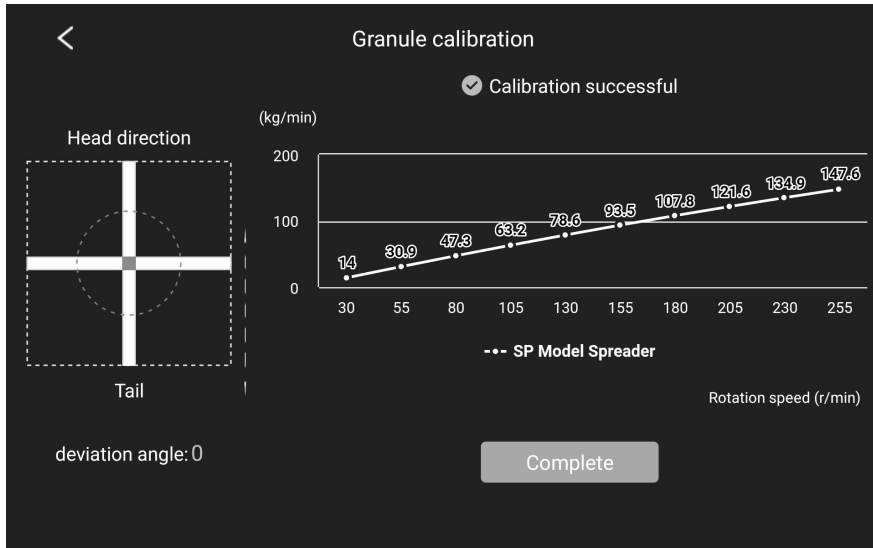 Granule calibration
Calibration successful
Head direction
Tail
deviation angle: 0
(kg/min)
200
100
0
14
30.9
47.3
63.2
78.6
93.5
107.8
121.6
134.9
147.6
30
55
80
105
130
155
180
205
230
255
SP Model Spreader
Rotation speed (r/min)
Complete